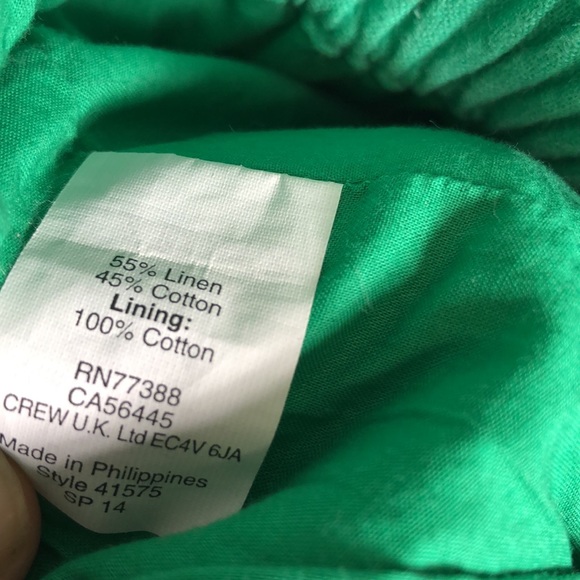 55% Linen
45% Cotton
Lining:
100% Cotton
RN77388
CA56445
CREW U.K. Ltd EC4V 6JA
Made in Philippines
Style 41575
SP 14